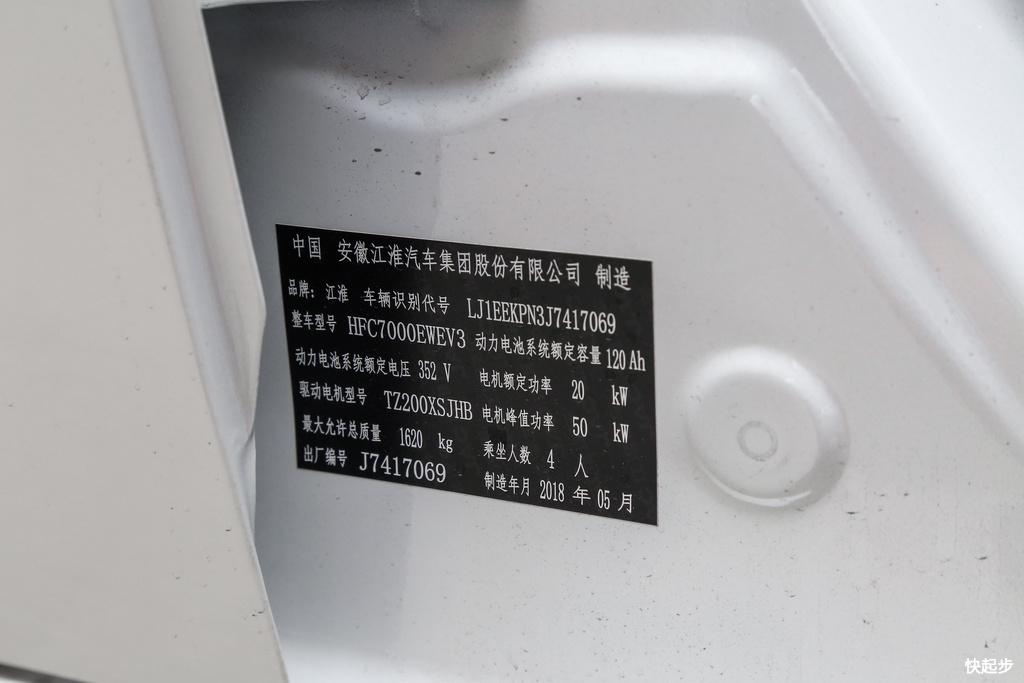 中国 安徽江淮汽车集团股份有限公司 制造
品牌：江淮 车辆识别代号 LJ1EEKPN3J7417069
整车型号 HFC7000EWEV3 动力电池系统额定容量 120 Ah
动力电池系统额定电压 352 V 电机额定功率 20 kW
驱动电机型号 TZ200XSJHB 电机峰值功率 50 kW
最大允许总质量 1620 kg 乘坐人数 4 人
出厂编号 J7417069 制造年月 2018 年 05 月
快起步